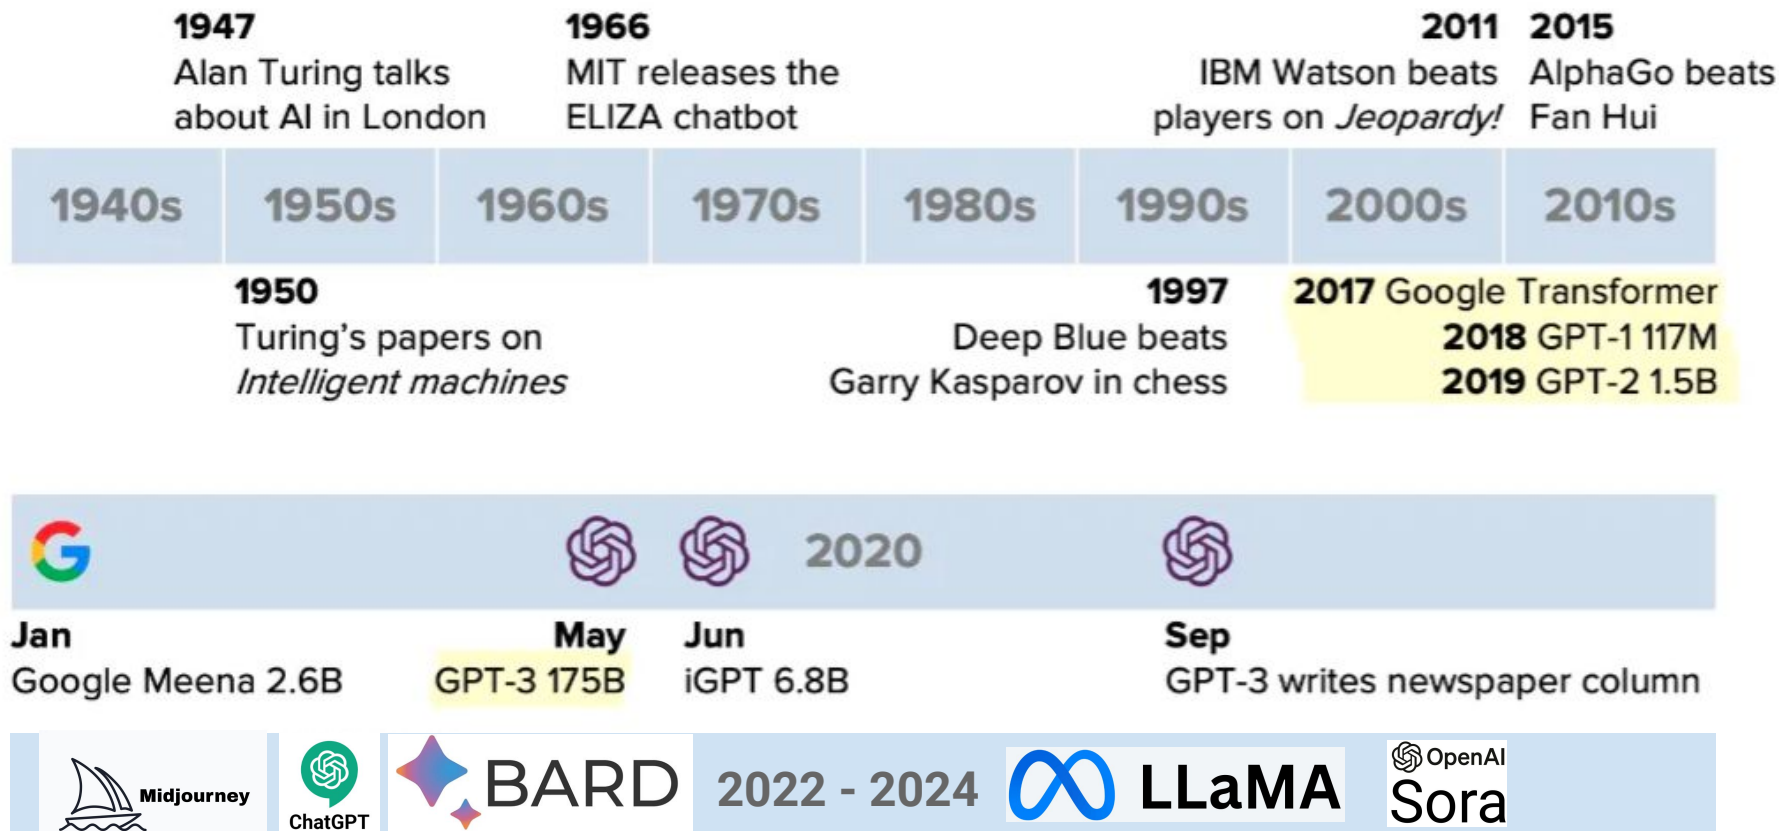 1947
Alan Turing talks
about AI in London
1966
MIT releases the
ELIZA chatbot
2011
IBM Watson beats
players on Jeopardy!
2015
AlphaGo beats
Fan Hui
1940s 1950s 1960s 1970s 1980s 1990s 2000s 2010s
1950
Turing's papers on
Intelligent machines
1997
Deep Blue beats
Garry Kasparov in chess
2017 Google Transformer
2018 GPT-1 117M
2019 GPT-2 1.5B
2020
Jan
Google Meena 2.6B
May
GPT-3 175B
Jun
iGPT 6.8B
Sep
GPT-3 writes newspaper column
Midjourney
ChatGPT
BARD
2022 - 2024
LLaMA
OpenAI
Sora